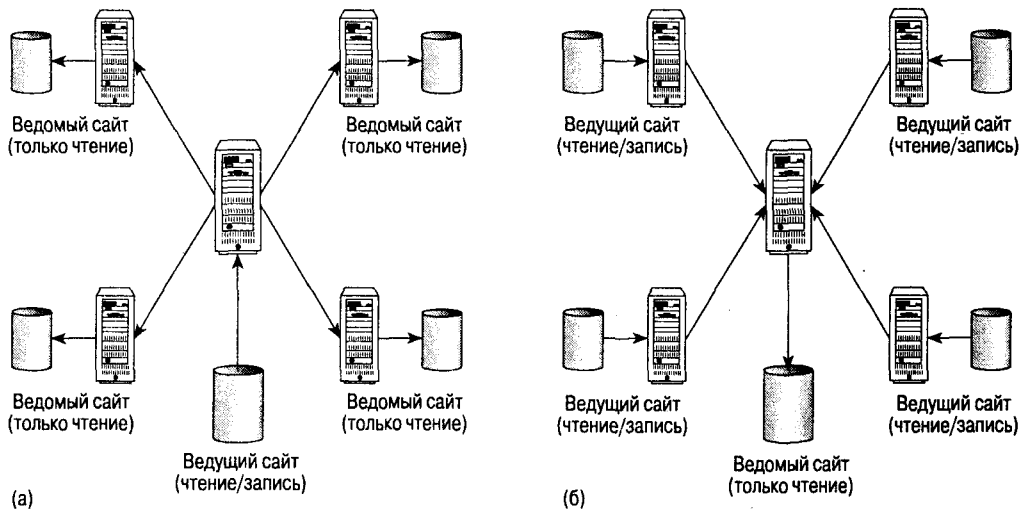 Ведомый сайт
(только чтение)
Ведомый сайт
(только чтение)
Ведомый сайт
(только чтение)
Ведомый сайт
(только чтение)
Ведущий сайт
(чтение/запись)
(а)
Ведущий сайт
(чтение/запись)
Ведущий сайт
(чтение/запись)
Ведущий сайт
(чтение/запись)
Ведущий сайт
(чтение/запись)
Ведомый сайт
(только чтение)
(б)